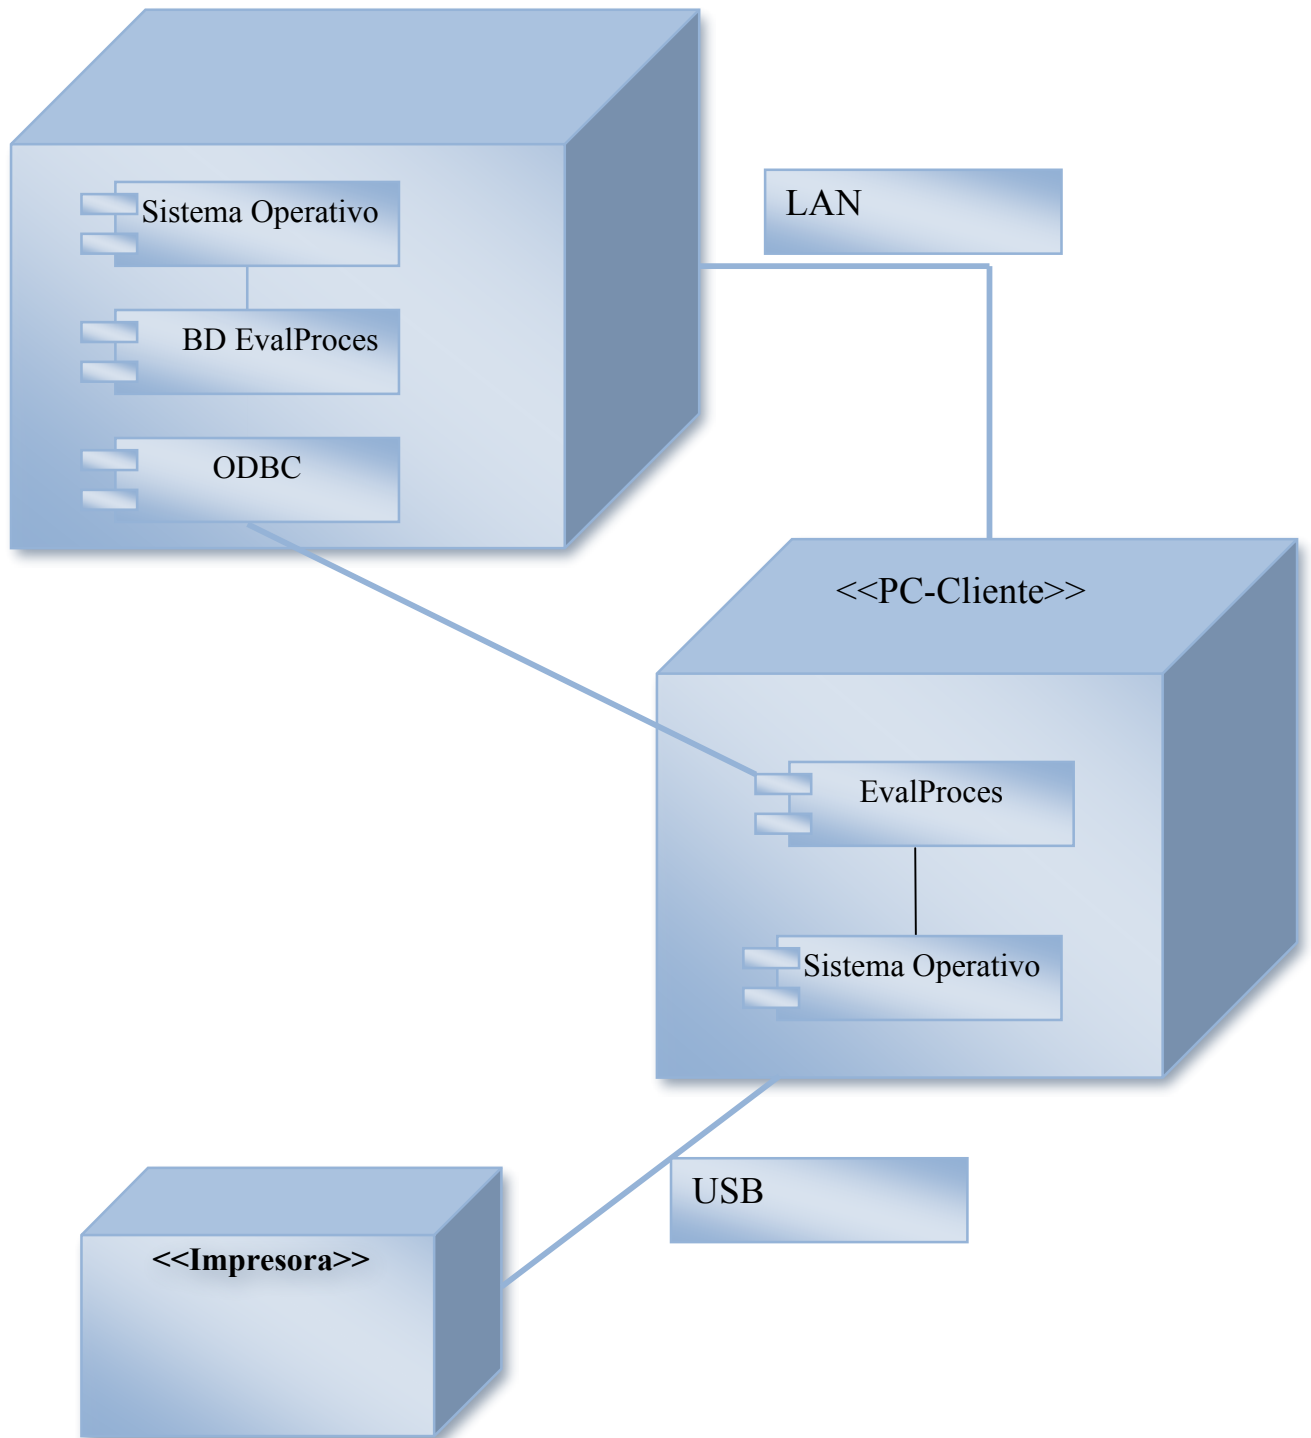 Sistema Operativo
LAN
BD EvalProces
ODBC
<<PC-Cliente>>
EvalProces
Sistema Operativo
USB
<<Impresora>>